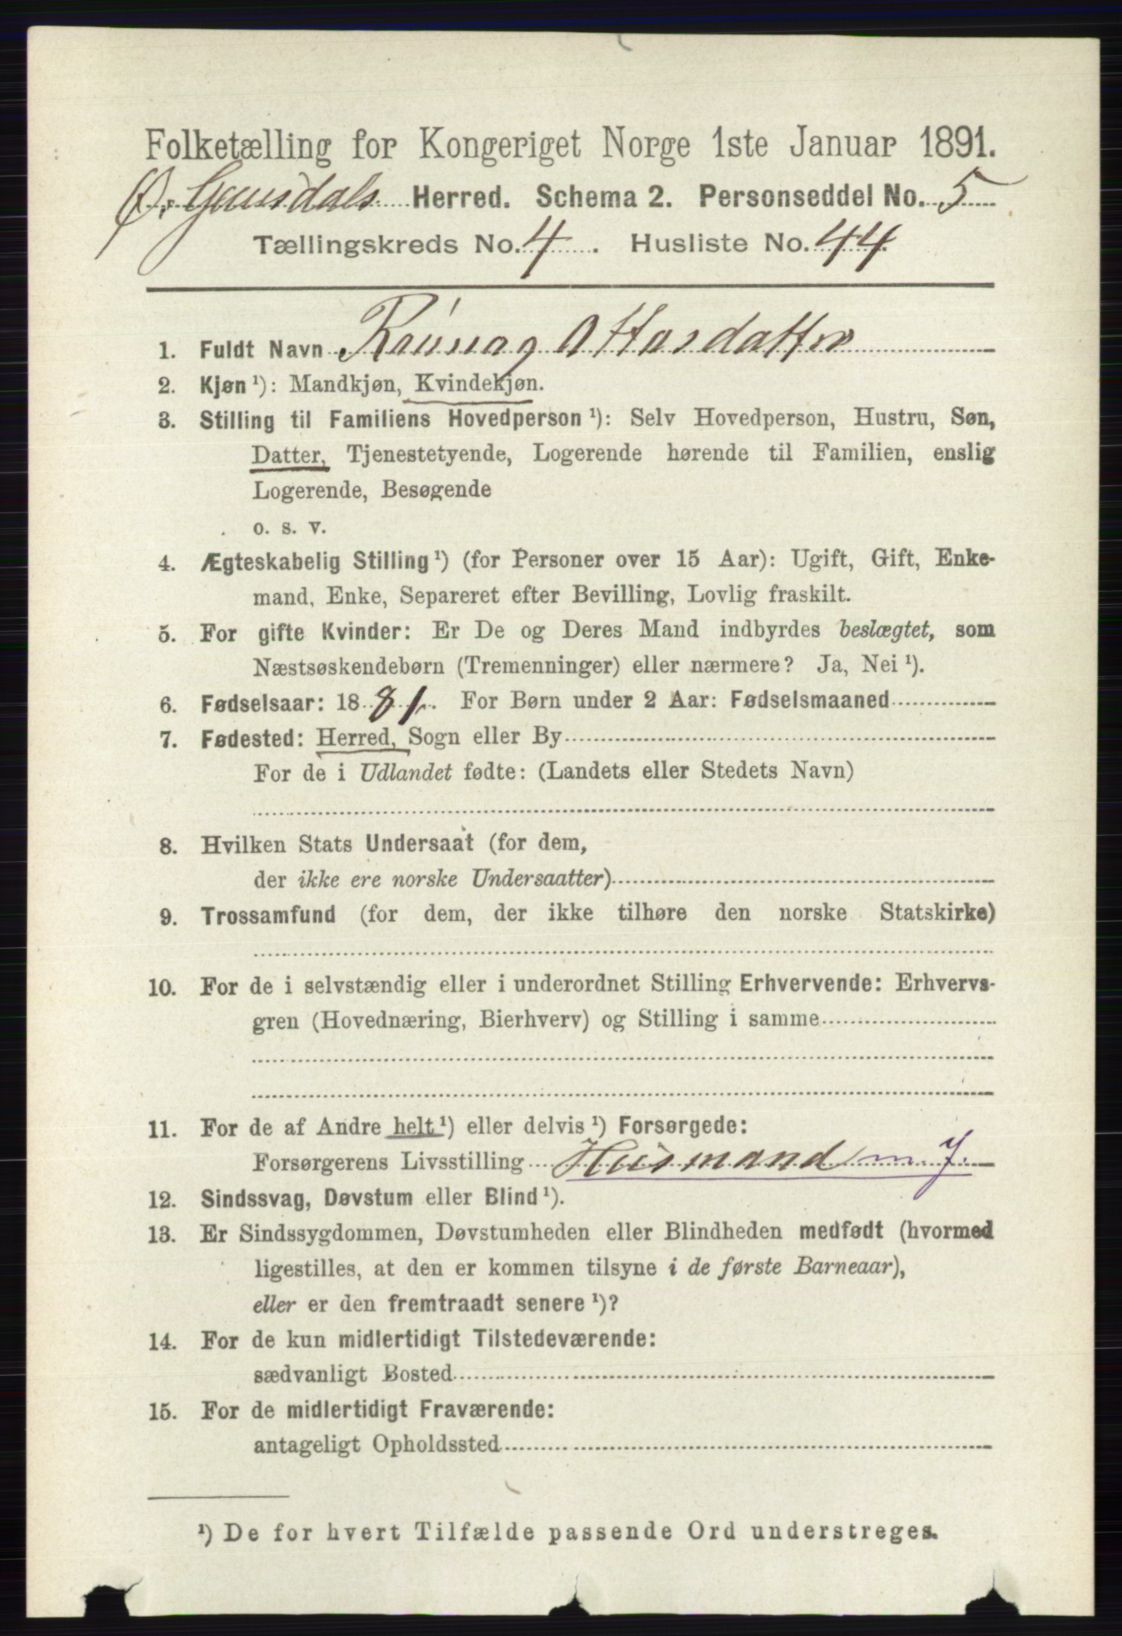 Folketælling for Kongeriget Norge 1ste Januar 1891.
Ø. Gausdals Herred. Schema 2. Personseddel No. 5
Tællingskreds No. 4. Husliste No. 44
1. Fuldt Navn Raunog Ottarsdatter
2. Kjøn ¹): Mandkjøn, Kvindekjøn.
3. Stilling til Familiens Hovedperson ¹): Selv Hovedperson, Hustru, Søn,
Datter, Tjenestetyende, Logerende hørende til Familien, enslig
Logerende, Besøgende
o. s. v.
4. Ægteskabelig Stilling ¹) (for Personer over 15 Aar): Ugift, Gift, Enke-
mand, Enke, Separeret efter Bevilling, Lovlig fraskilt.
5. For gifte Kvinder: Er De og Deres Mand indbyrdes beslægtet, som
Næstsøskendebørn (Tremenninger) eller nærmere? Ja, Nei ¹).
6. Fødselsaar: 1881. For Børn under 2 Aar: Fødselsmaaned
7. Fødested: Herred, Sogn eller By
For de i Udlandet fødte: (Landets eller Stedets Navn)
8. Hvilken Stats Undersaat (for dem,
der ikke ere norske Undersaatter)
9. Trossamfund (for dem, der ikke tilhøre den norske Statskirke)
10. For de i selvstændig eller i underordnet Stilling Erhvervende: Erhvervs-
gren (Hovednæring, Bierhverv) og Stilling i samme
11. For de af Andre helt ¹) eller delvis ¹) Forsørgede:
Forsørgerens Livsstilling Husmand m. J.
12. Sindssvag, Døvstum eller Blind ¹).
13. Er Sindssygdommen, Døvstumheden eller Blindheden medfødt (hvormed
ligestilles, at den er kommen tilsyne i de første Barneaar),
eller er den fremtraadt senere ¹)?
14. For de kun midlertidigt Tilstedeværende:
sædvanligt Bosted
15. For de midlertidigt Fraværende:
antageligt Opholdssted
¹) De for hvert Tilfælde passende Ord understreges.